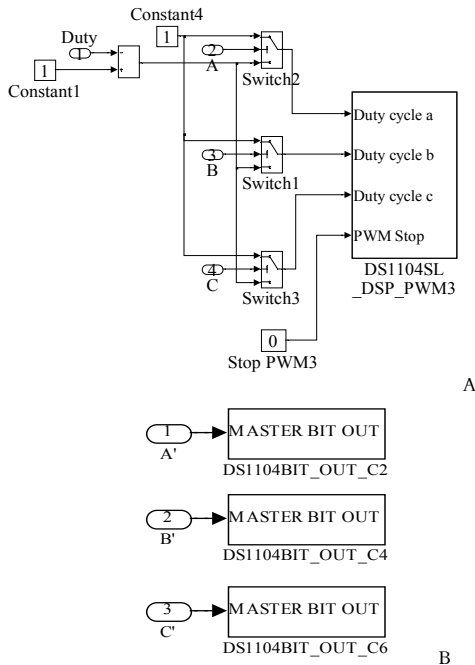 Constant4
Duty
1
2
1
A
1
Constant1
Switch2
Duty cycle a
3
Duty cycle b
B
Switch1
Duty cycle c
PWM Stop
4
C
DS1104SL
_DSP_PWM3
Switch3
0
Stop PWM3
A
1
MASTER BIT OUT
A'
DS1104BIT_OUT_C2
2
MASTER BIT OUT
B'
DS1104BIT_OUT_C4
3
MASTER BIT OUT
C'
DS1104BIT_OUT_C6
B